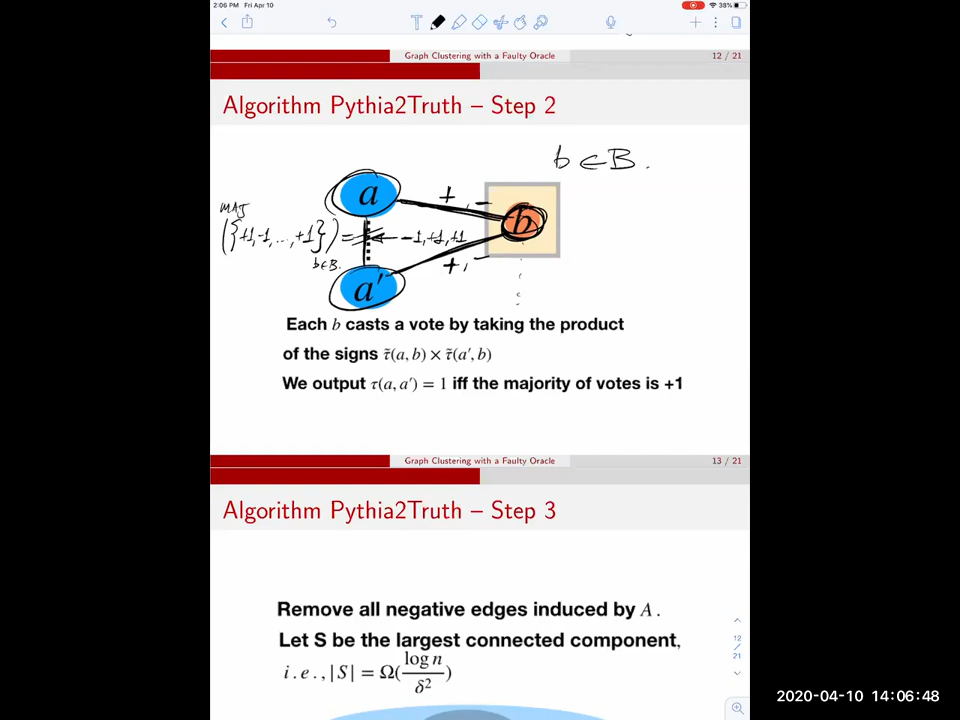 2:06 PM Fri Apr 10
38%
Graph Clustering with a Faulty Oracle 12 / 21
Algorithm Pythia2Truth – Step 2
b ∈ B.
a
+, −
MAJ
({+1, -1, ..., +1}) =
b∈B.
−1, +1, +1
b
+, −
a′
Each b casts a vote by taking the product
of the signs τ̃(a, b) × τ̃(a′, b)
We output τ(a, a′) = 1 iff the majority of votes is +1
Graph Clustering with a Faulty Oracle 13 / 21
Algorithm Pythia2Truth – Step 3
Remove all negative edges induced by A .
Let S be the largest connected component,
i . e . , |S| = Ω(log n / δ²)
12
/
21
2020-04-10 14:06:48